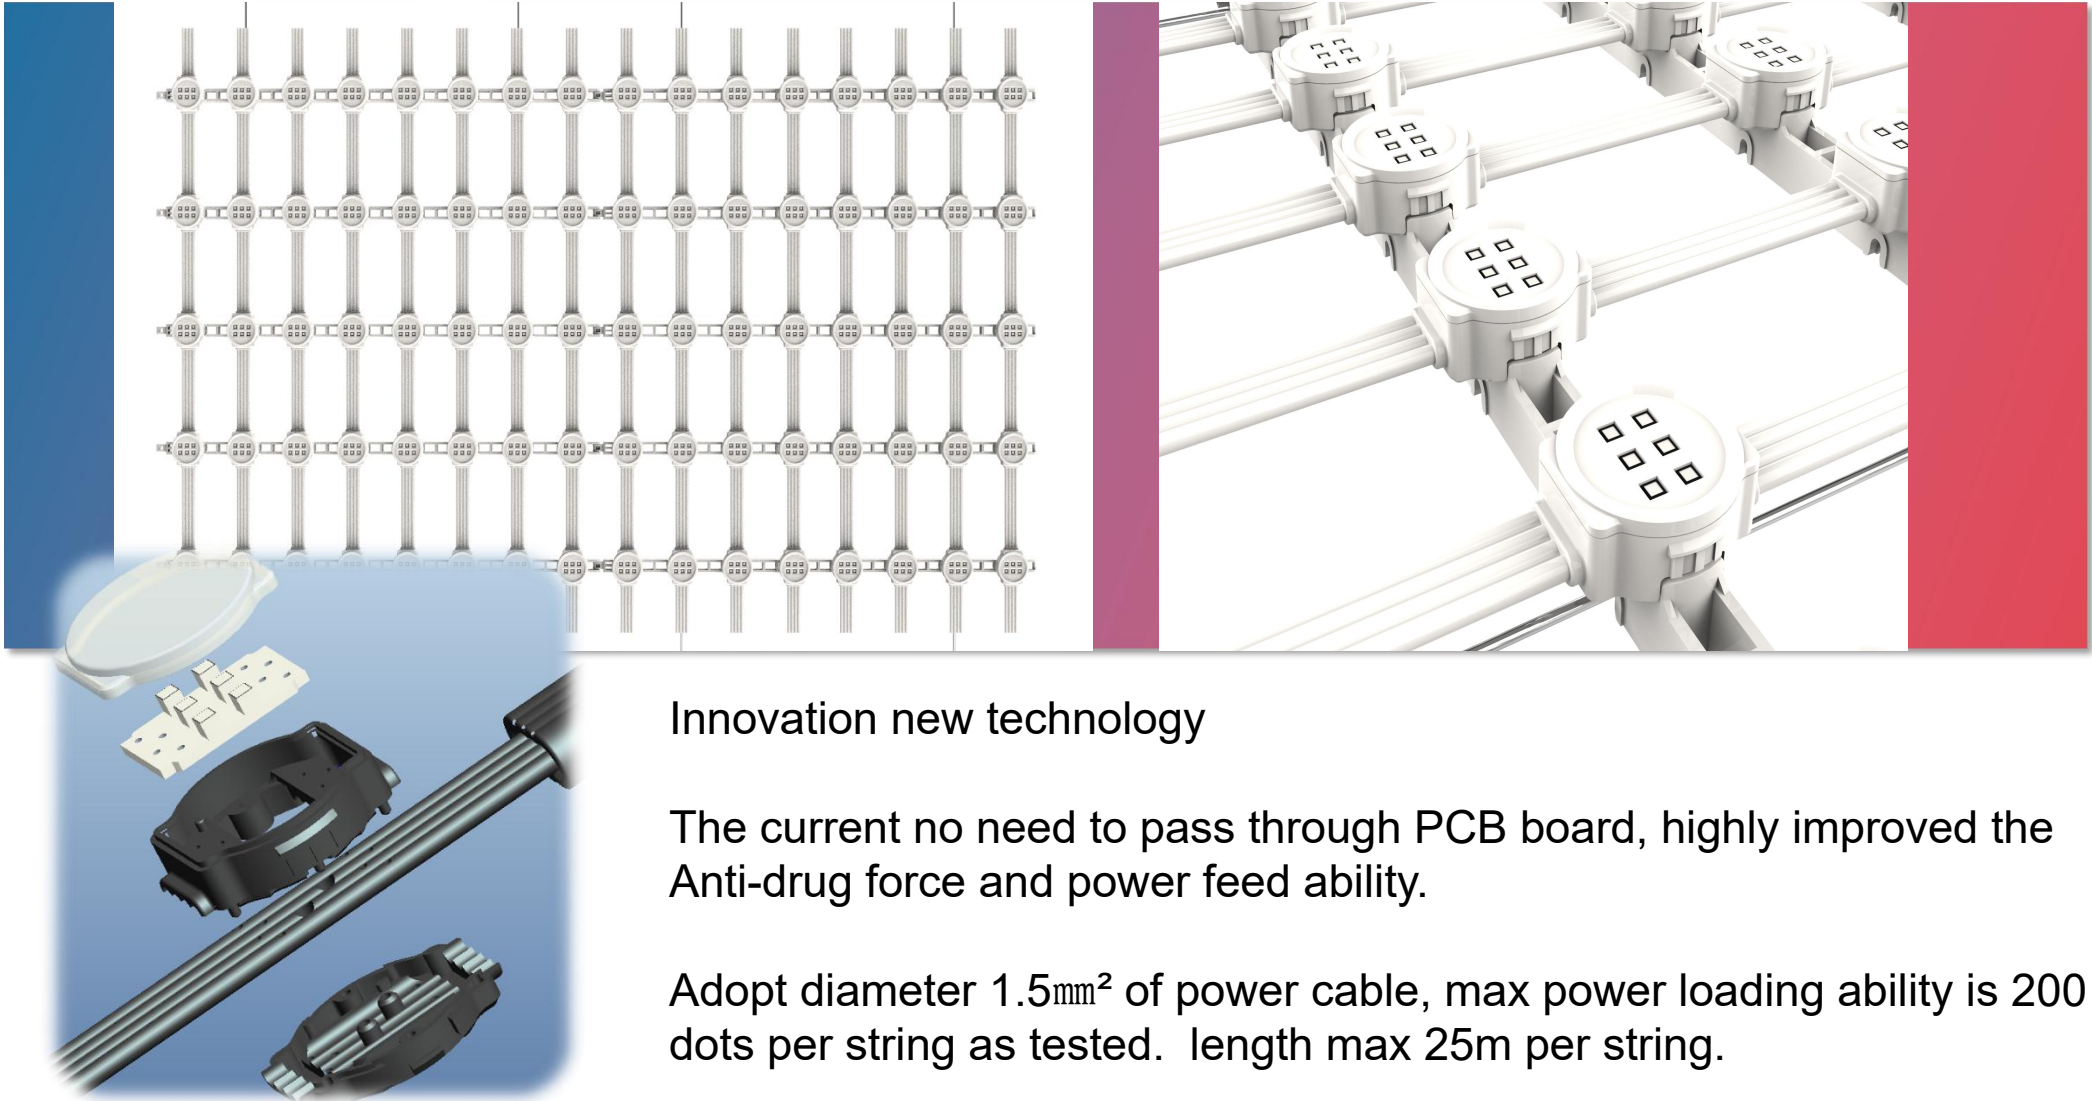 Innovation new technology
The current no need to pass through PCB board, highly improved the
Anti-drug force and power feed ability.
Adopt diameter 1.5㎜² of power cable, max power loading ability is 200
dots per string as tested.  length max 25m per string.